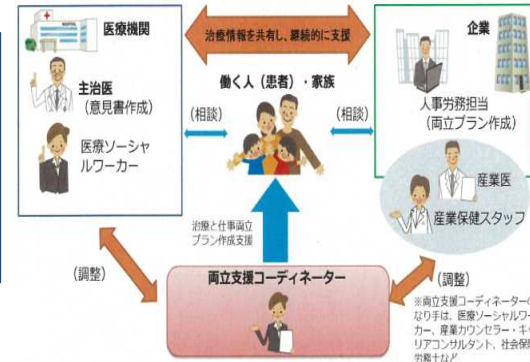 医療機関
主治医
(意見書作成)
医療ソーシャ
ルワーカー
治療情報を共有し、継続的に支援
働く人(患者)・家族
(相談)
(相談)
企業
人事労務担当
(両立プラン作成)
産業医
産業保健スタッフ
治療と仕事両立
プラン作成支援
(調整)
両立支援コーディネーター
(調整)
※両立支援コーディネーターの
なり手は、医療ソーシャルワー
カー、産業カウンセラー・キャ
リアコンサルタント、社会保険
労務士など